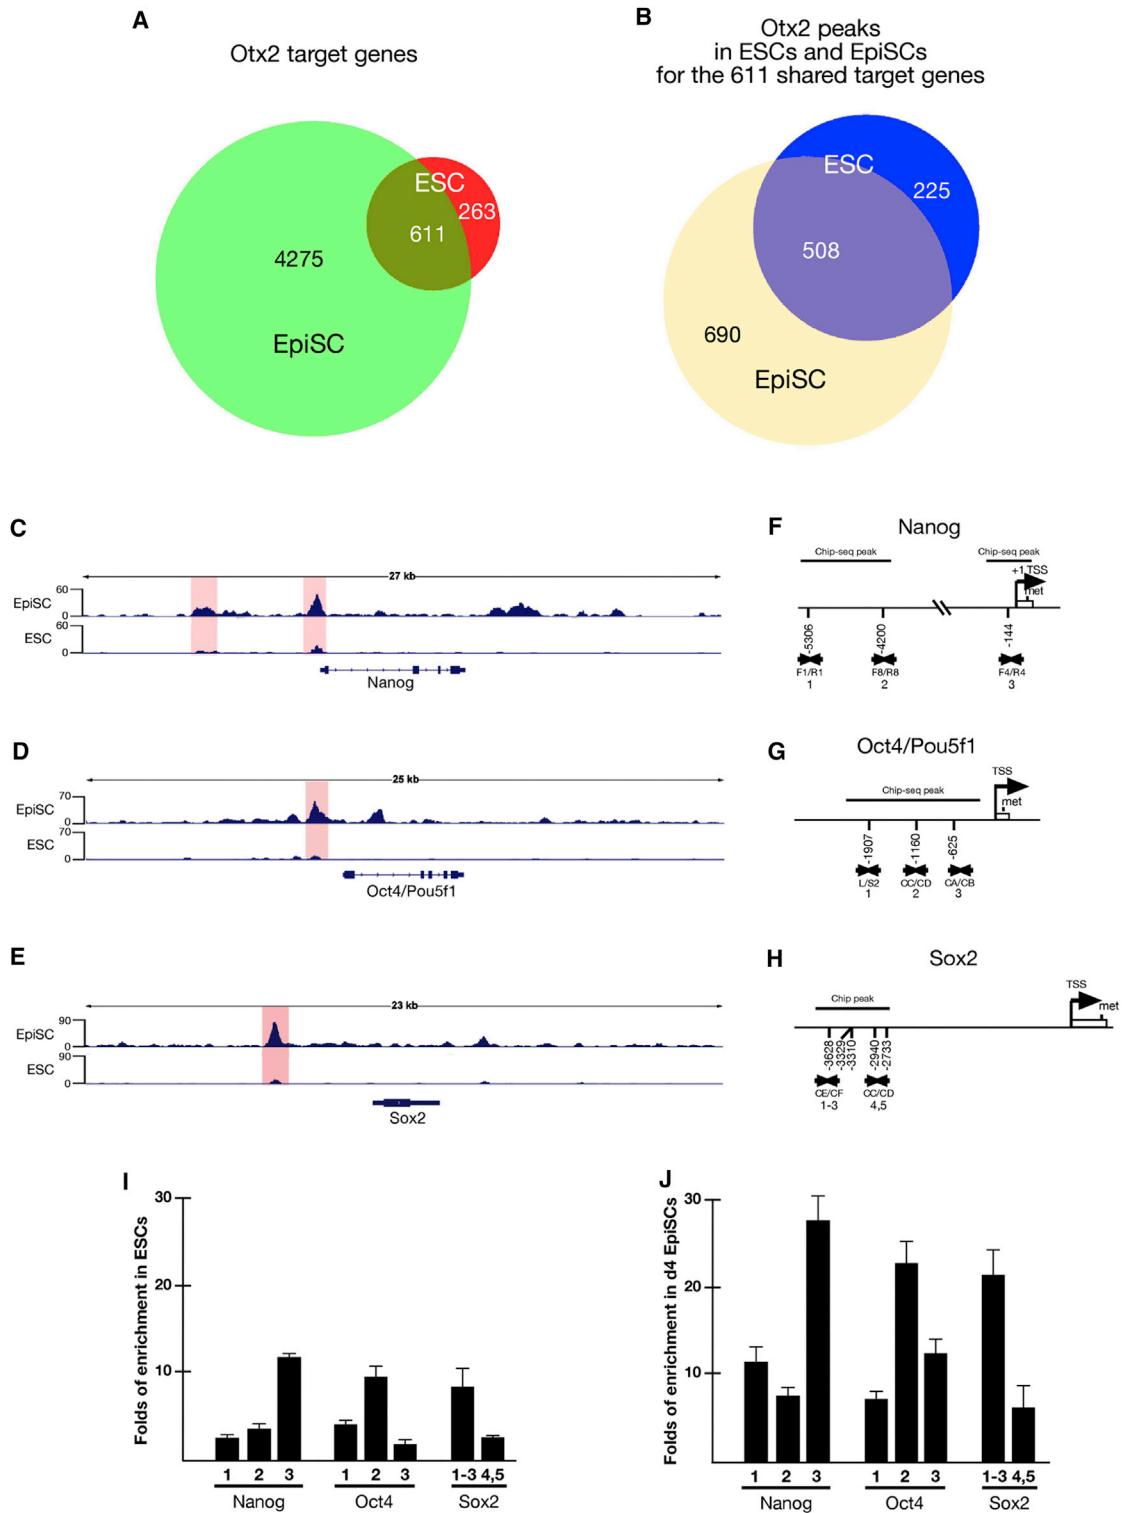 A
Otx2 target genes
ESC
263
611
4275
EpiSC
B
Otx2 peaks
in ESCs and EpiSCs
for the 611 shared target genes
ESC
225
508
690
EpiSC
C
27 kb
EpiSC
60
0
ESC
60
0
Nanog
D
25 kb
EpiSC
70
0
ESC
70
0
Oct4/Pou5f1
E
23 kb
EpiSC
90
0
ESC
90
0
Sox2
F
Nanog
Chip-seq peak
Chip-seq peak
+1 TSS
met
-5306
-4200
-144
F1/R1
F8/R8
F4/R4
1
2
3
G
Oct4/Pou5f1
TSS
Chip-seq peak
met
-1907
-1160
-625
L/S2
CC/CD
CA/CB
1
2
3
H
Sox2
TSS
Chip peak
met
-3628
-3329
-3310
-2940
-2733
CE/CF
CC/CD
1-3
4,5
I
Folds of enrichment in ESCs
30
20
10
1 2 3 1 2 3 1-3 4,5
Nanog Oct4 Sox2
J
Folds of enrichment in d4 EpiSCs
30
20
10
1 2 3 1 2 3 1-3 4,5
Nanog Oct4 Sox2